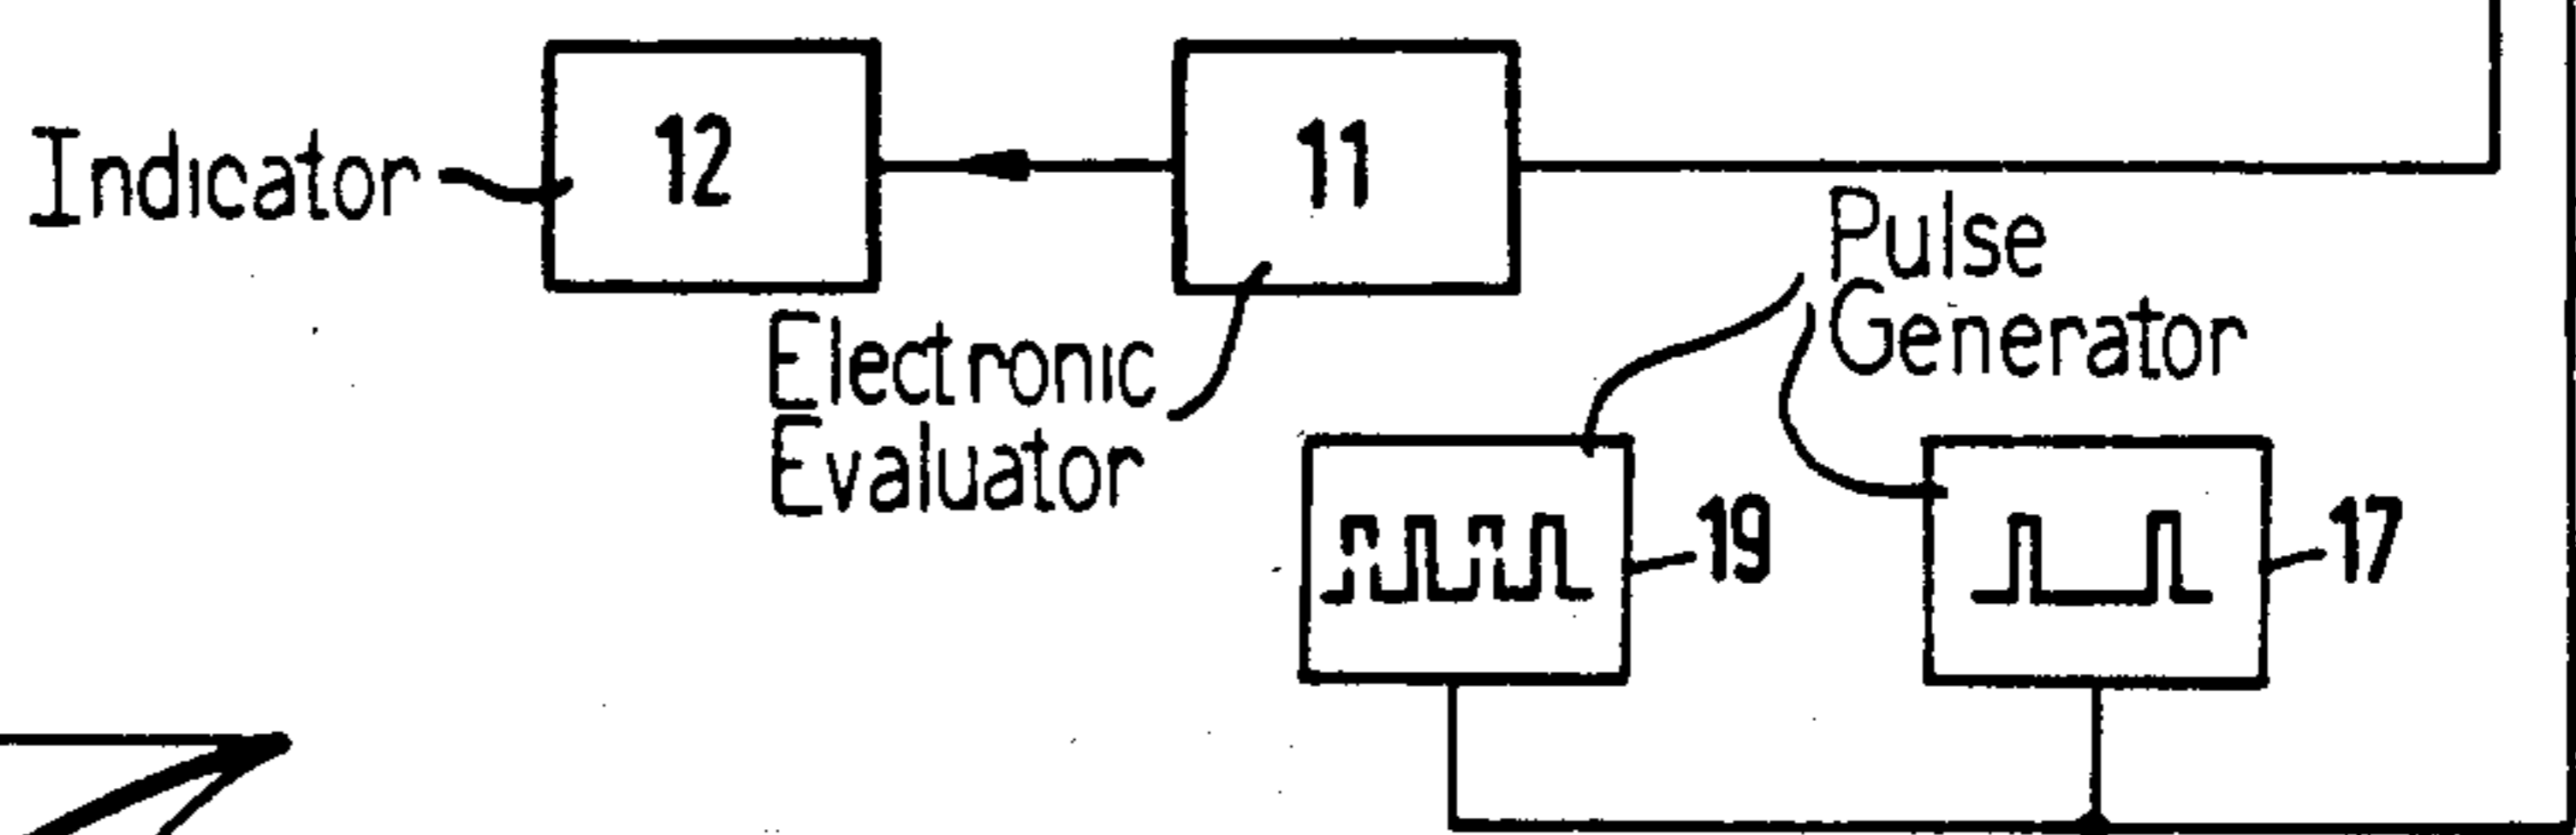 12
11
Indicator
Pulse
Generator
Electronic
Evaluator
19
17